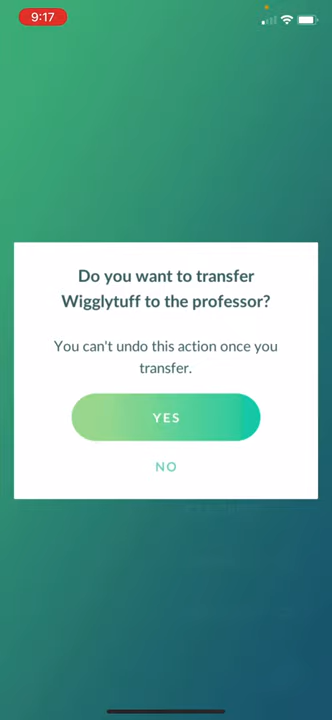 9:17
Do you want to transfer
Wigglytuff to the professor?
You can't undo this action once you
transfer.
YES
NO